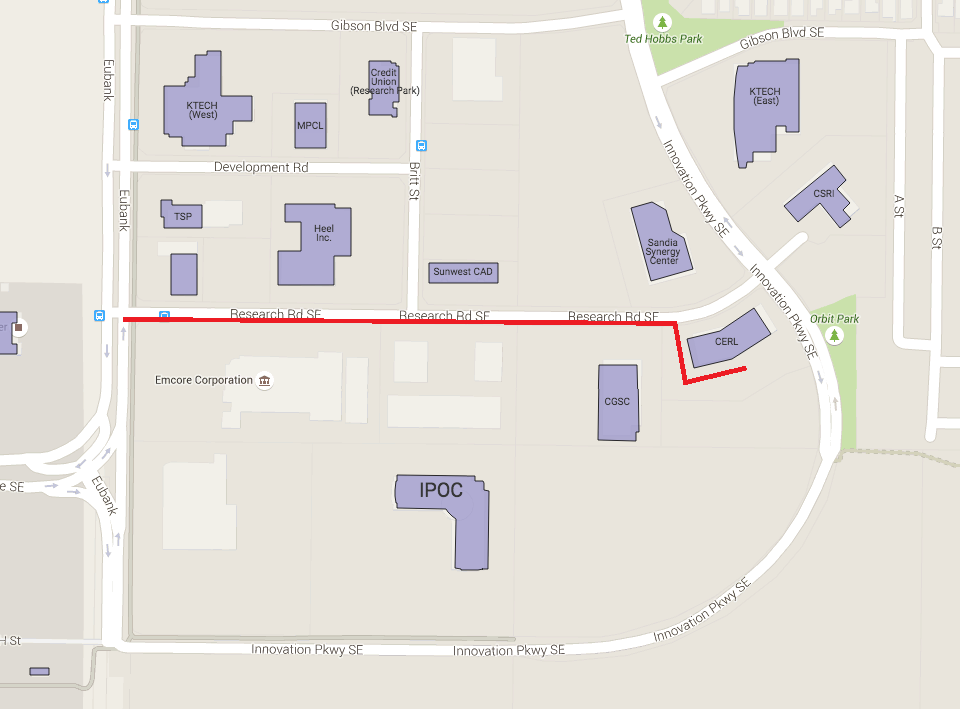 Gibson Blvd SE
Ted Hobbs Park
Gibson Blvd SE
Eubank
KTECH
(West)
Credit
Union
(Research Park)
MPCL
KTECH
(East)
Development Rd
Britt St
Innovation Pkwy SE
Eubank
TSP
Heel
Inc.
CSRI
A St
B St
Sandia
Synergy
Center
Sunwest CAD
Innovation Pkwy SE
Research Rd SE
Research Rd SE
Research Rd SE
Orbit Park
er
CERL
Emcore Corporation
CGSC
e SE
Eubank
IPOC
Innovation Pkwy SE
H St
Innovation Pkwy SE
Innovation Pkwy SE